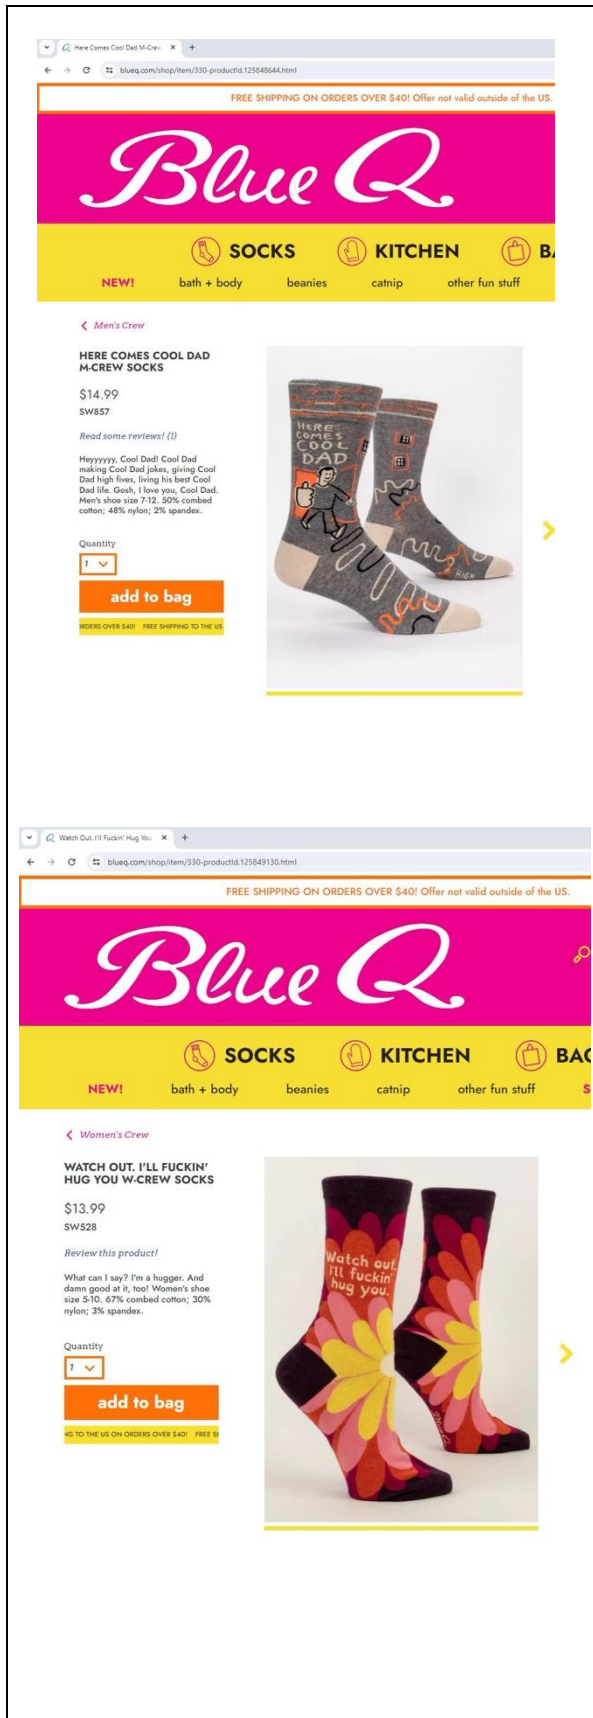 Here Comes Cool Dad M-Crew
blueq.com/shop/item/330-productId.125848644.html
FREE SHIPPING ON ORDERS OVER $40! Offer not valid outside of the US.
Blue Q
SOCKS KITCHEN BA
NEW! bath + body beanies catnip other fun stuff
Men's Crew
HERE COMES COOL DAD
M-CREW SOCKS
$14.99
SW857
Read some reviews! (1)
Heyyyyyy, Cool Dad! Cool Dad
making Cool Dad jokes, giving Cool
Dad high fives, living his best Cool
Dad life. Gosh, I love you, Cool Dad.
Men's shoe size 7-12. 50% combed
cotton; 48% nylon; 2% spandex.
Quantity
1
add to bag
ORDERS OVER $40! FREE SHIPPING TO THE US
HERE
COMES
COOL
DAD
HIGH
Watch Out. I'll Fuckin' Hug You
blueq.com/shop/item/330-productId.125849130.html
FREE SHIPPING ON ORDERS OVER $40! Offer not valid outside of the US.
Blue Q
SOCKS KITCHEN BAG
NEW! bath + body beanies catnip other fun stuff S
Women's Crew
WATCH OUT. I'LL FUCKIN'
HUG YOU W-CREW SOCKS
$13.99
SW528
Review this product!
What can I say? I'm a hugger. And
damn good at it, too! Women's shoe
size 5-10. 67% combed cotton; 30%
nylon; 3% spandex.
Quantity
1
add to bag
NG TO THE US ON ORDERS OVER $40! FREE SH
Watch out.
I'll fuckin'
hug you.
Blue Q